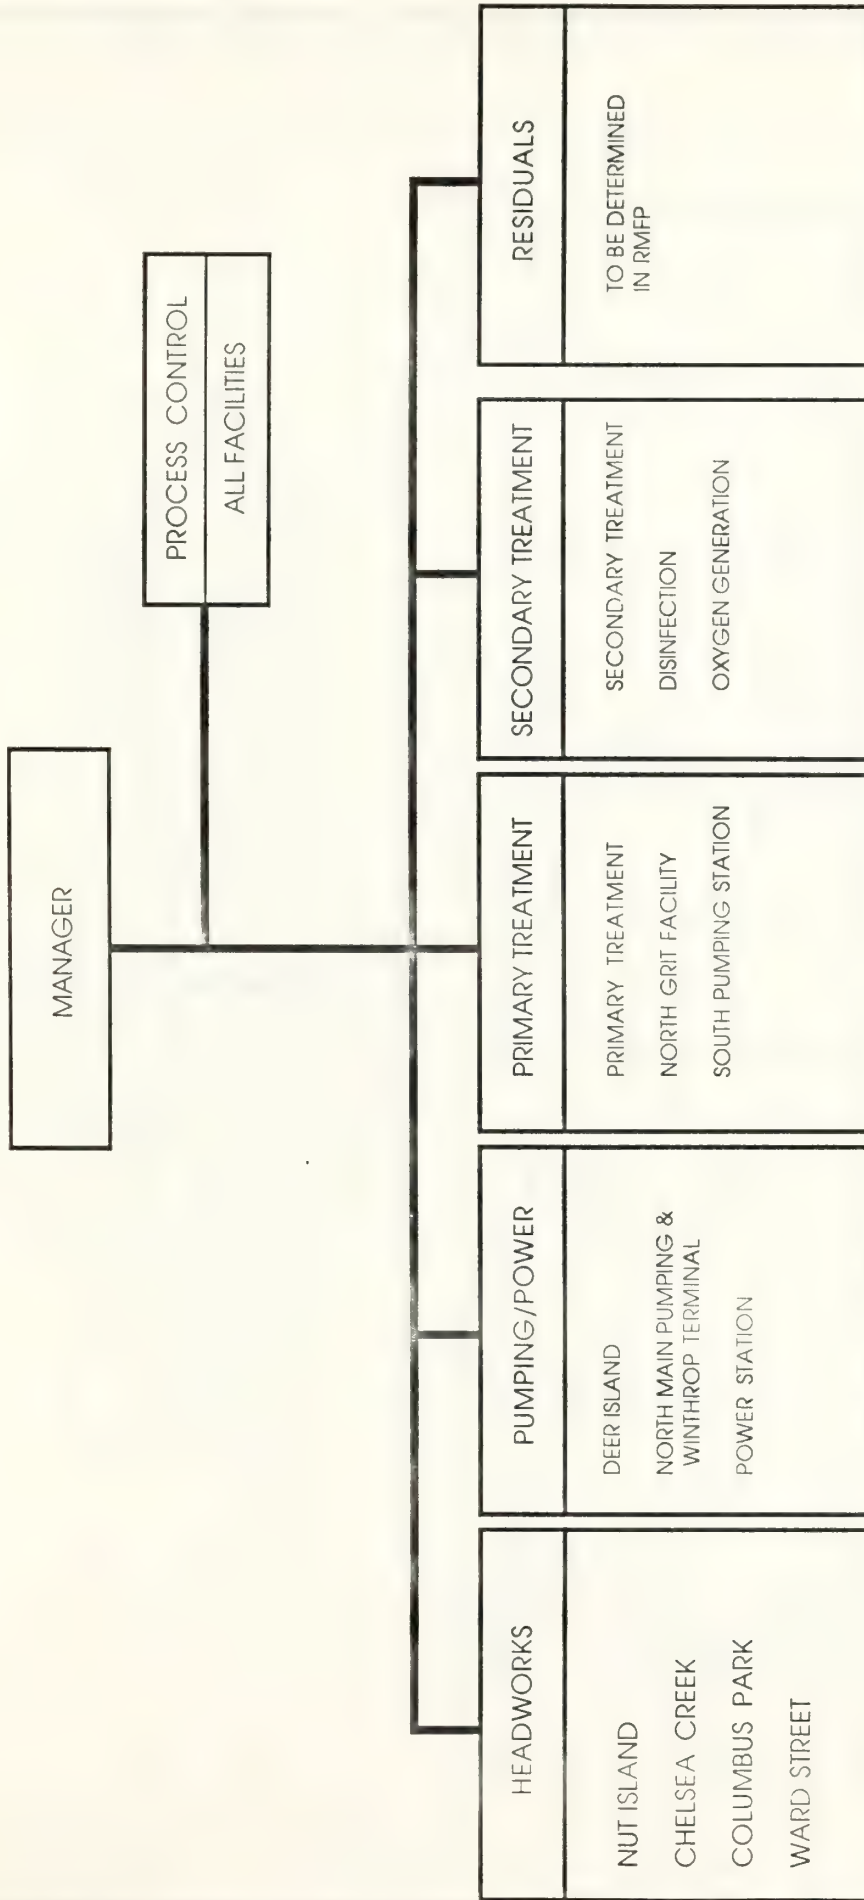 MANAGER
PROCESS CONTROL
ALL FACILITIES
HEADWORKS
NUT ISLAND
CHELSEA CREEK
COLUMBUS PARK
WARD STREET
PUMPING/POWER
DEER ISLAND
NORTH MAIN PUMPING &
WINTHROP TERMINAL
POWER STATION
PRIMARY TREATMENT
PRIMARY TREATMENT
NORTH GRIT FACILITY
SOUTH PUMPING STATION
SECONDARY TREATMENT
SECONDARY TREATMENT
DISINFECTION
OXYGEN GENERATION
RESIDUALS
TO BE DETERMINED
IN RMFP